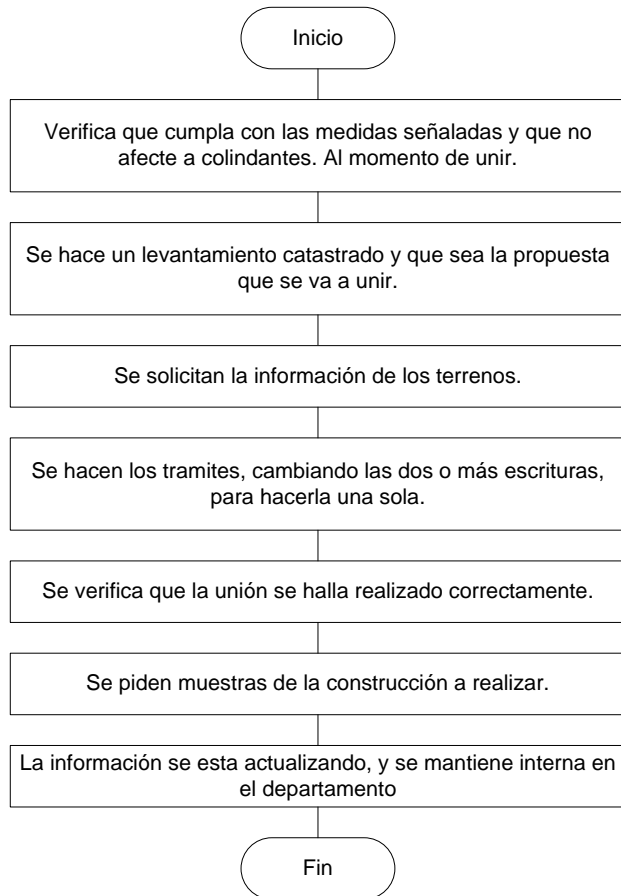 Inicio
Verifica que cumpla con las medidas señaladas y que no
afecte a colindantes. Al momento de unir.
Se hace un levantamiento catastrado y que sea la propuesta
que se va a unir.
Se solicitan la información de los terrenos.
Se hacen los tramites, cambiando las dos o más escrituras,
para hacerla una sola.
Se verifica que la unión se halla realizado correctamente.
Se piden muestras de la construcción a realizar.
La información se esta actualizando, y se mantiene interna en
el departamento
Fin